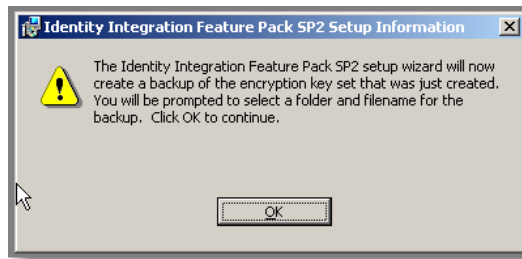 Identity Integration Feature Pack SP2 Setup Information
The Identity Integration Feature Pack SP2 setup wizard will now
create a backup of the encryption key set that was just created.
You will be prompted to select a folder and filename for the
backup. Click OK to continue.
OK